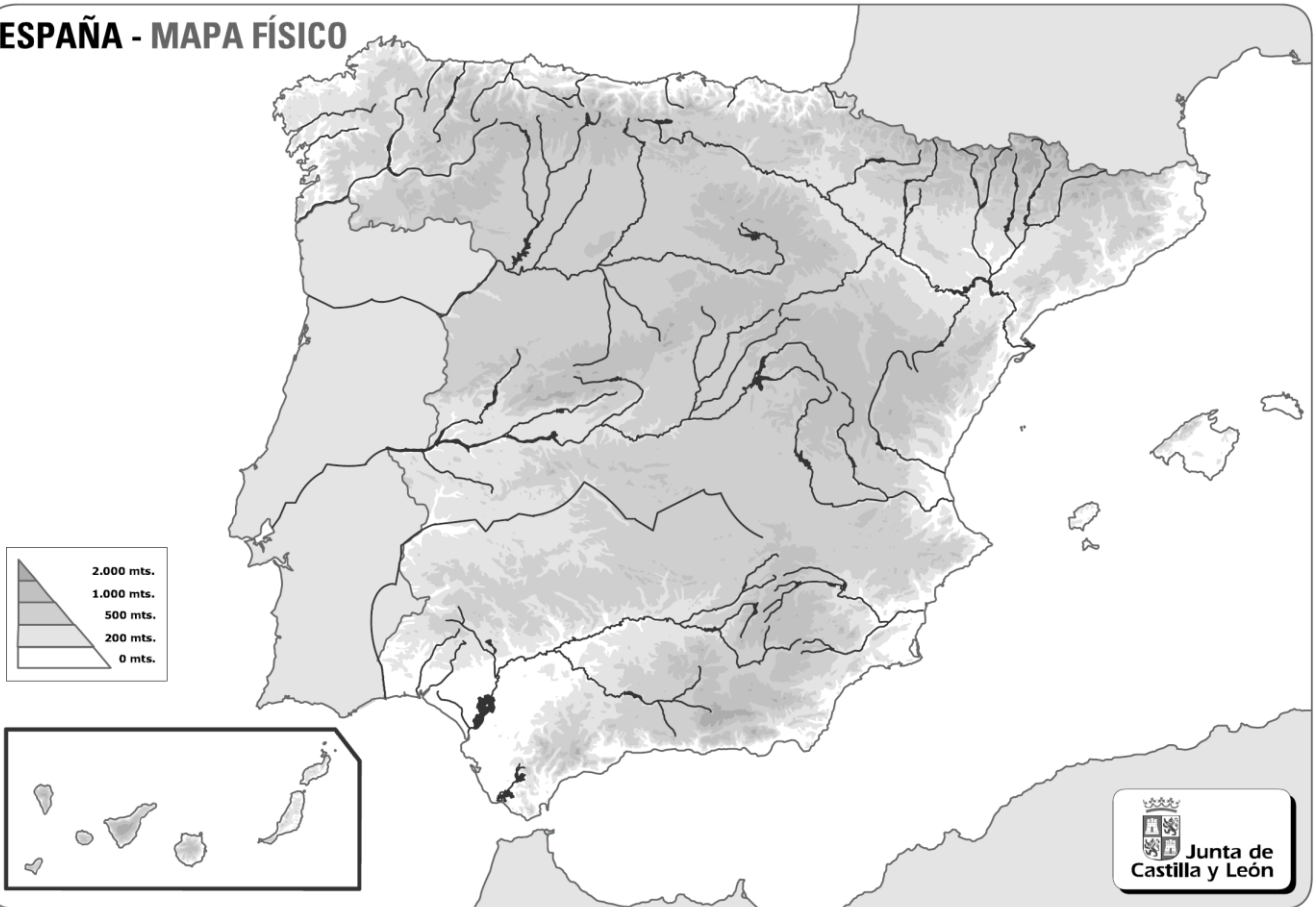 ESPAÑA - MAPA FÍSICO
2.000 mts.
1.000 mts.
500 mts.
200 mts.
0 mts.
Junta de
Castilla y León